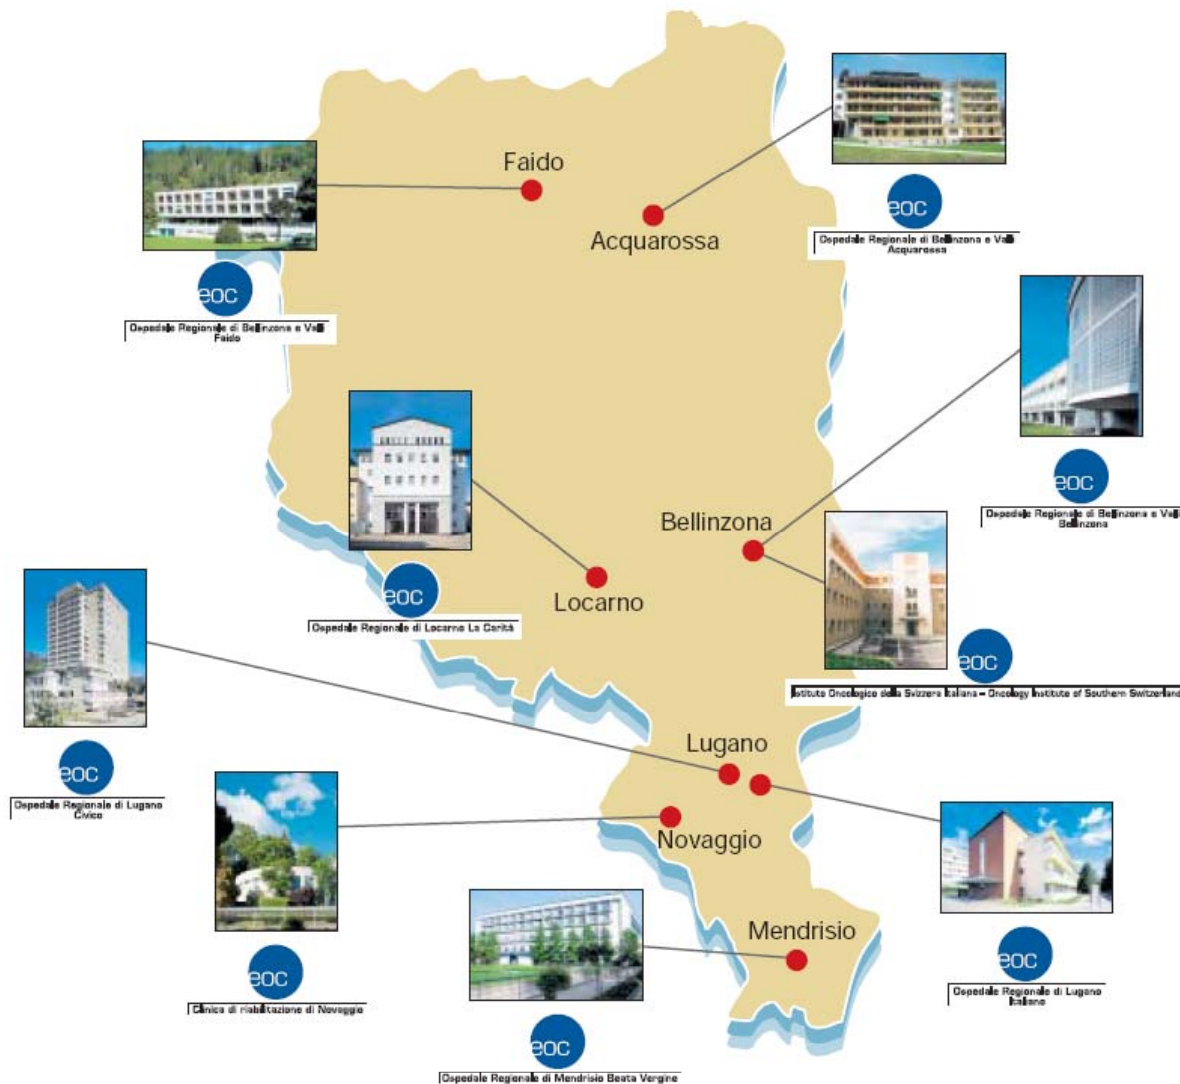 Faido
Acquarossa
eoc
Ospedale Regionale di Bellinzona e Valli
Acquarossa
eoc
Ospedale Regionale di Bellinzona e Valli
Faido
eoc
Ospedale Regionale di Bellinzona e Valli
Bellinzona
Bellinzona
Locarno
eoc
Ospedale Regionale di Locarno La Carità
eoc
Istituto Oncologico della Svizzera Italiana – Oncology Institute of Southern Switzerland
Lugano
eoc
Ospedale Regionale di Lugano
Civico
Novaggio
eoc
Clinica di riabilitazione di Novaggio
Mendrisio
eoc
Ospedale Regionale di Lugano
Italiano
eoc
Ospedale Regionale di Mendrisio Beata Vergine